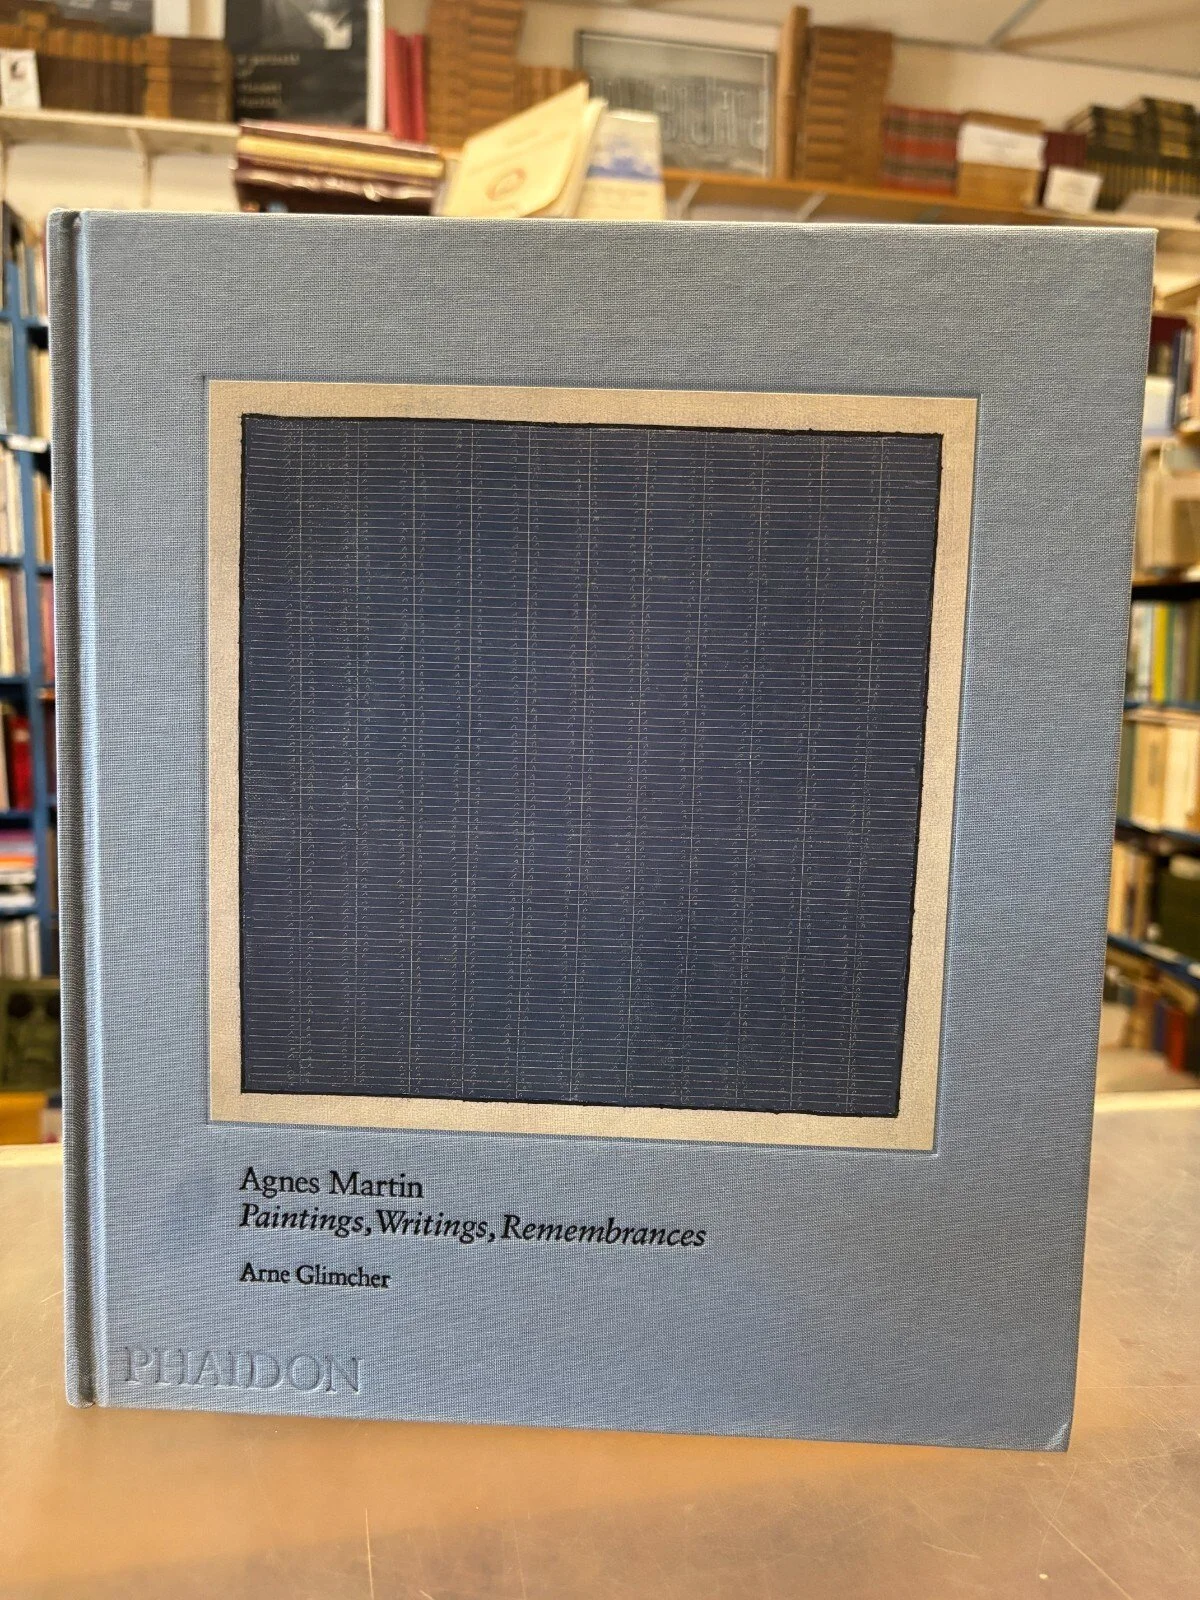 Agnes Martin
Paintings, Writings, Remembrances
Arne Glimcher
PHAIDON